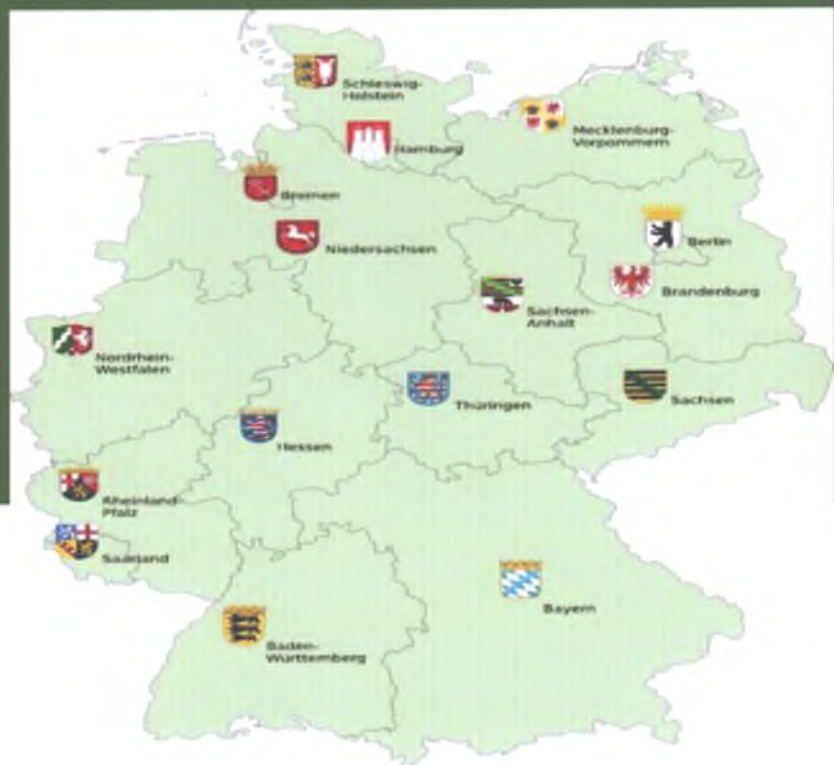 Schleswig-
Holstein
Mecklenburg-
Vorpommern
Hamburg
Bremen
Berlin
Niedersachsen
Brandenburg
Sachsen-
Anhalt
Nordrhein-
Westfalen
Thüringen
Sachsen
Hessen
Rheinland-
Pfalz
Saarland
Bayern
Baden-
Württemberg